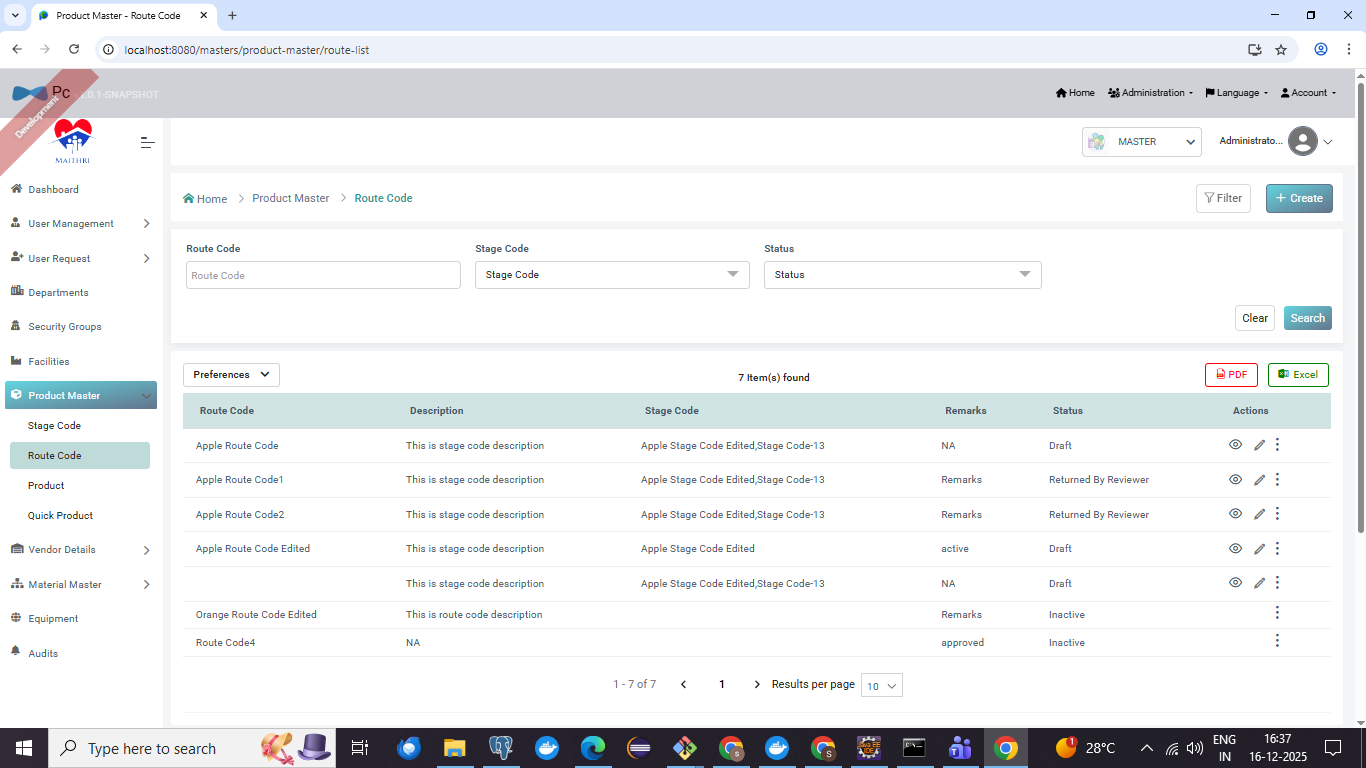 Product Master - Route Code
localhost:8080/masters/product-master/route-list
Pc v1.0.1-SNAPSHOT
Development
Home Administration Language Account
MAITHRI
MASTER Administrato...
Dashboard
User Management
User Request
Departments
Security Groups
Facilities
Product Master
Stage Code
Route Code
Product
Quick Product
Vendor Details
Material Master
Equipment
Audits
Home Product Master Route Code Filter + Create
Route Code Stage Code Status
Route Code Stage Code Status
Clear Search
Preferences 7 Item(s) found PDF Excel
Route Code Description Stage Code Remarks Status Actions
Apple Route Code This is stage code description Apple Stage Code Edited,Stage Code-13 NA Draft
Apple Route Code1 This is stage code description Apple Stage Code Edited,Stage Code-13 Remarks Returned By Reviewer
Apple Route Code2 This is stage code description Apple Stage Code Edited,Stage Code-13 Remarks Returned By Reviewer
Apple Route Code Edited This is stage code description Apple Stage Code Edited active Draft
This is stage code description Apple Stage Code Edited,Stage Code-13 NA Draft
Orange Route Code Edited This is route code description Remarks Inactive
Route Code4 NA approved Inactive
1 - 7 of 7 1 Results per page 10
Type here to search
1 28°C ENG 16:37
IN 16-12-2025